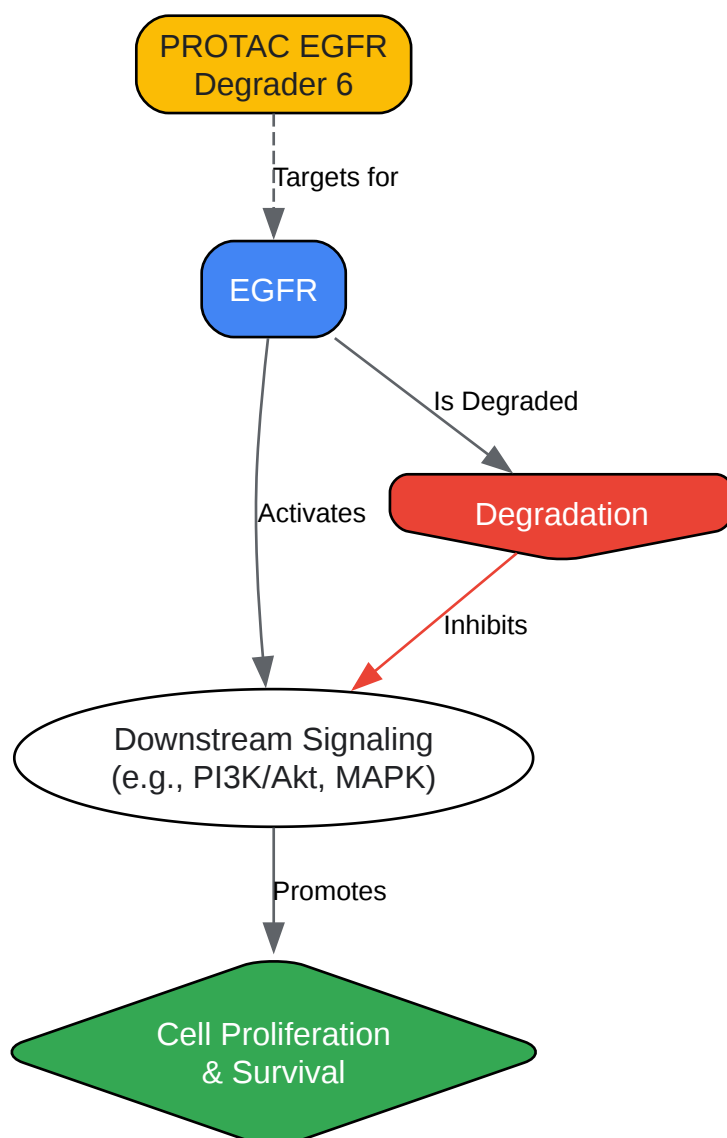 PROTAC EGFR
Degrader 6
Targets for
EGFR
Is Degraded
Degradation
Activates
Inhibits
Downstream Signaling
(e.g., PI3K/Akt, MAPK)
Promotes
Cell Proliferation
& Survival